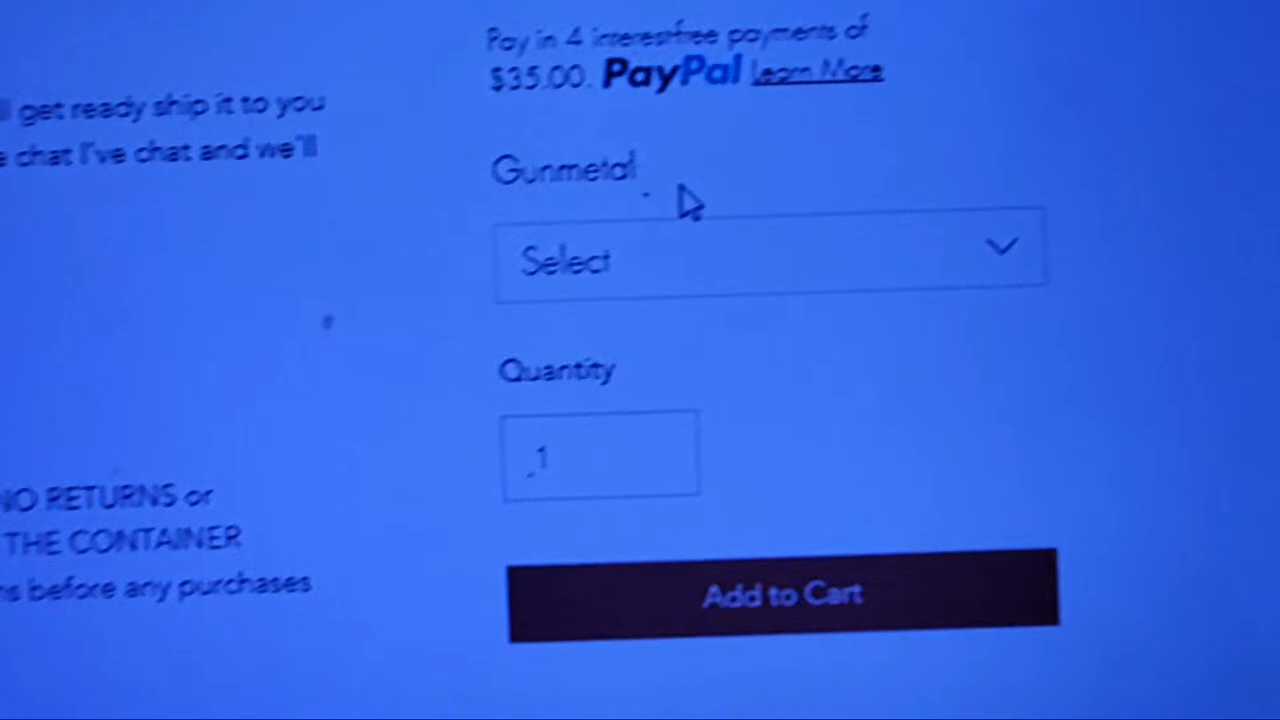 Pay in 4 interest-free payments of
$35.00. PayPal Learn More
ll get ready ship it to you
e chat I've chat and we'll
Gunmetal
Select
Quantity
1
NO RETURNS or
THE CONTAINER
ns before any purchases
Add to Cart